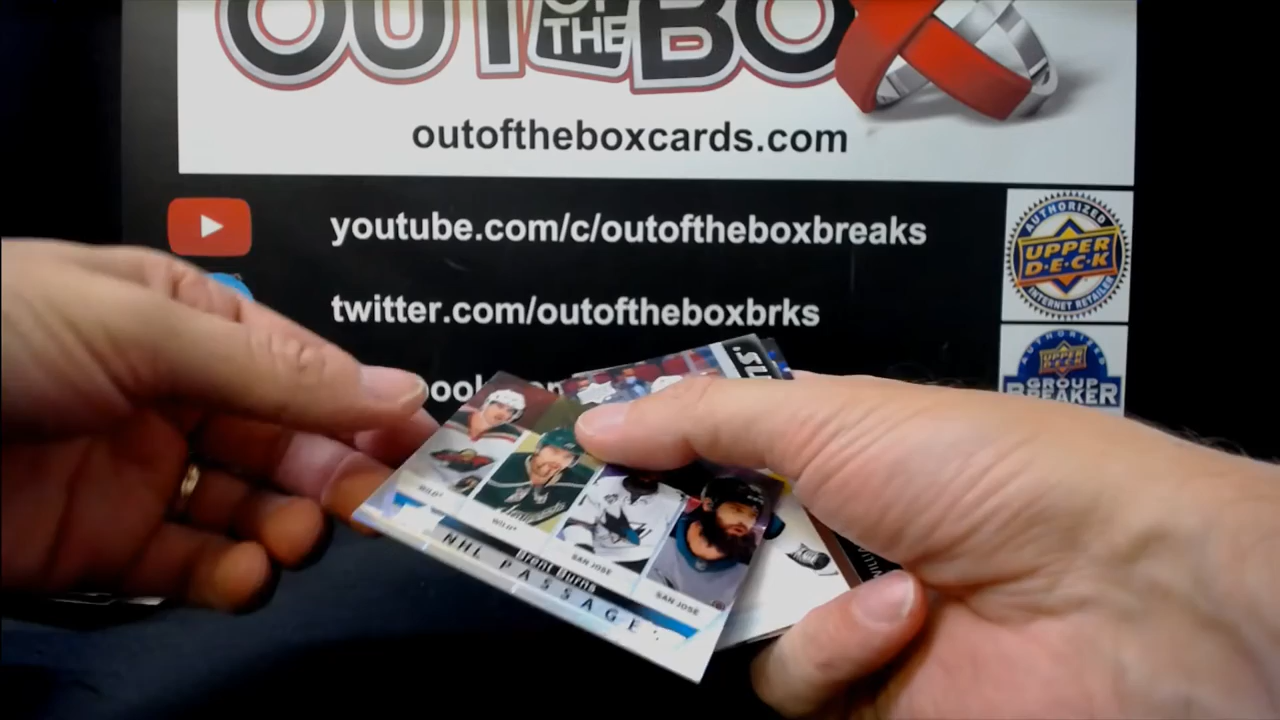 OUT OF THE BOX
outoftheboxcards.com
youtube.com/c/outoftheboxbreaks
twitter.com/outoftheboxbrks
AUTHORIZED
UPPER
D·E·C·K
INTERNET RETAILER
AUTHORIZED
UPPER
DECK
GROUP
BREAKER
WILD
WILD
SAN JOSE
SAN JOSE
Brent Burns
NHL PASSAGE